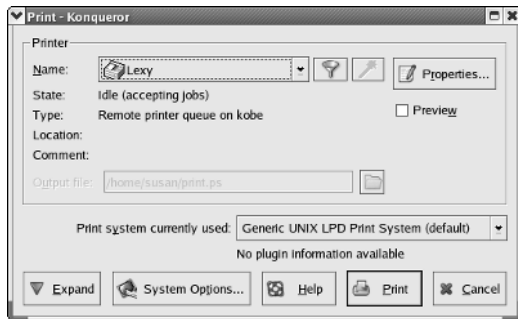 Print - Konqueror
Printer
Name: Lexy
Properties...
State: Idle (accepting jobs)
Type: Remote printer queue on kobe
Preview
Location:
Comment:
Output file: /home/susan/print.ps
Print system currently used: Generic UNIX LPD Print System (default)
No plugin information available
Expand System Options... Help Print Cancel